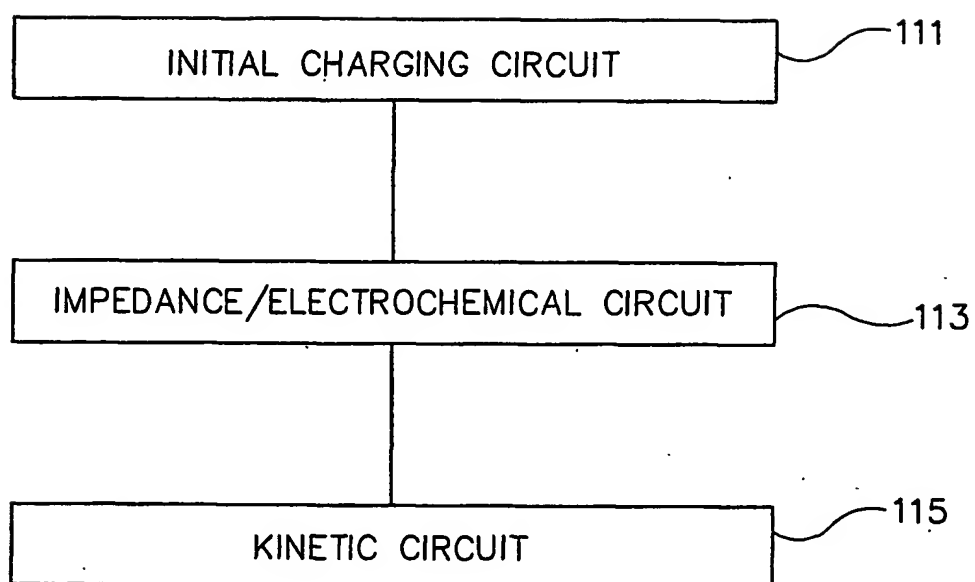 INITIAL CHARGING CIRCUIT
111
IMPEDANCE/ELECTROCHEMICAL CIRCUIT
113
KINETIC CIRCUIT
115